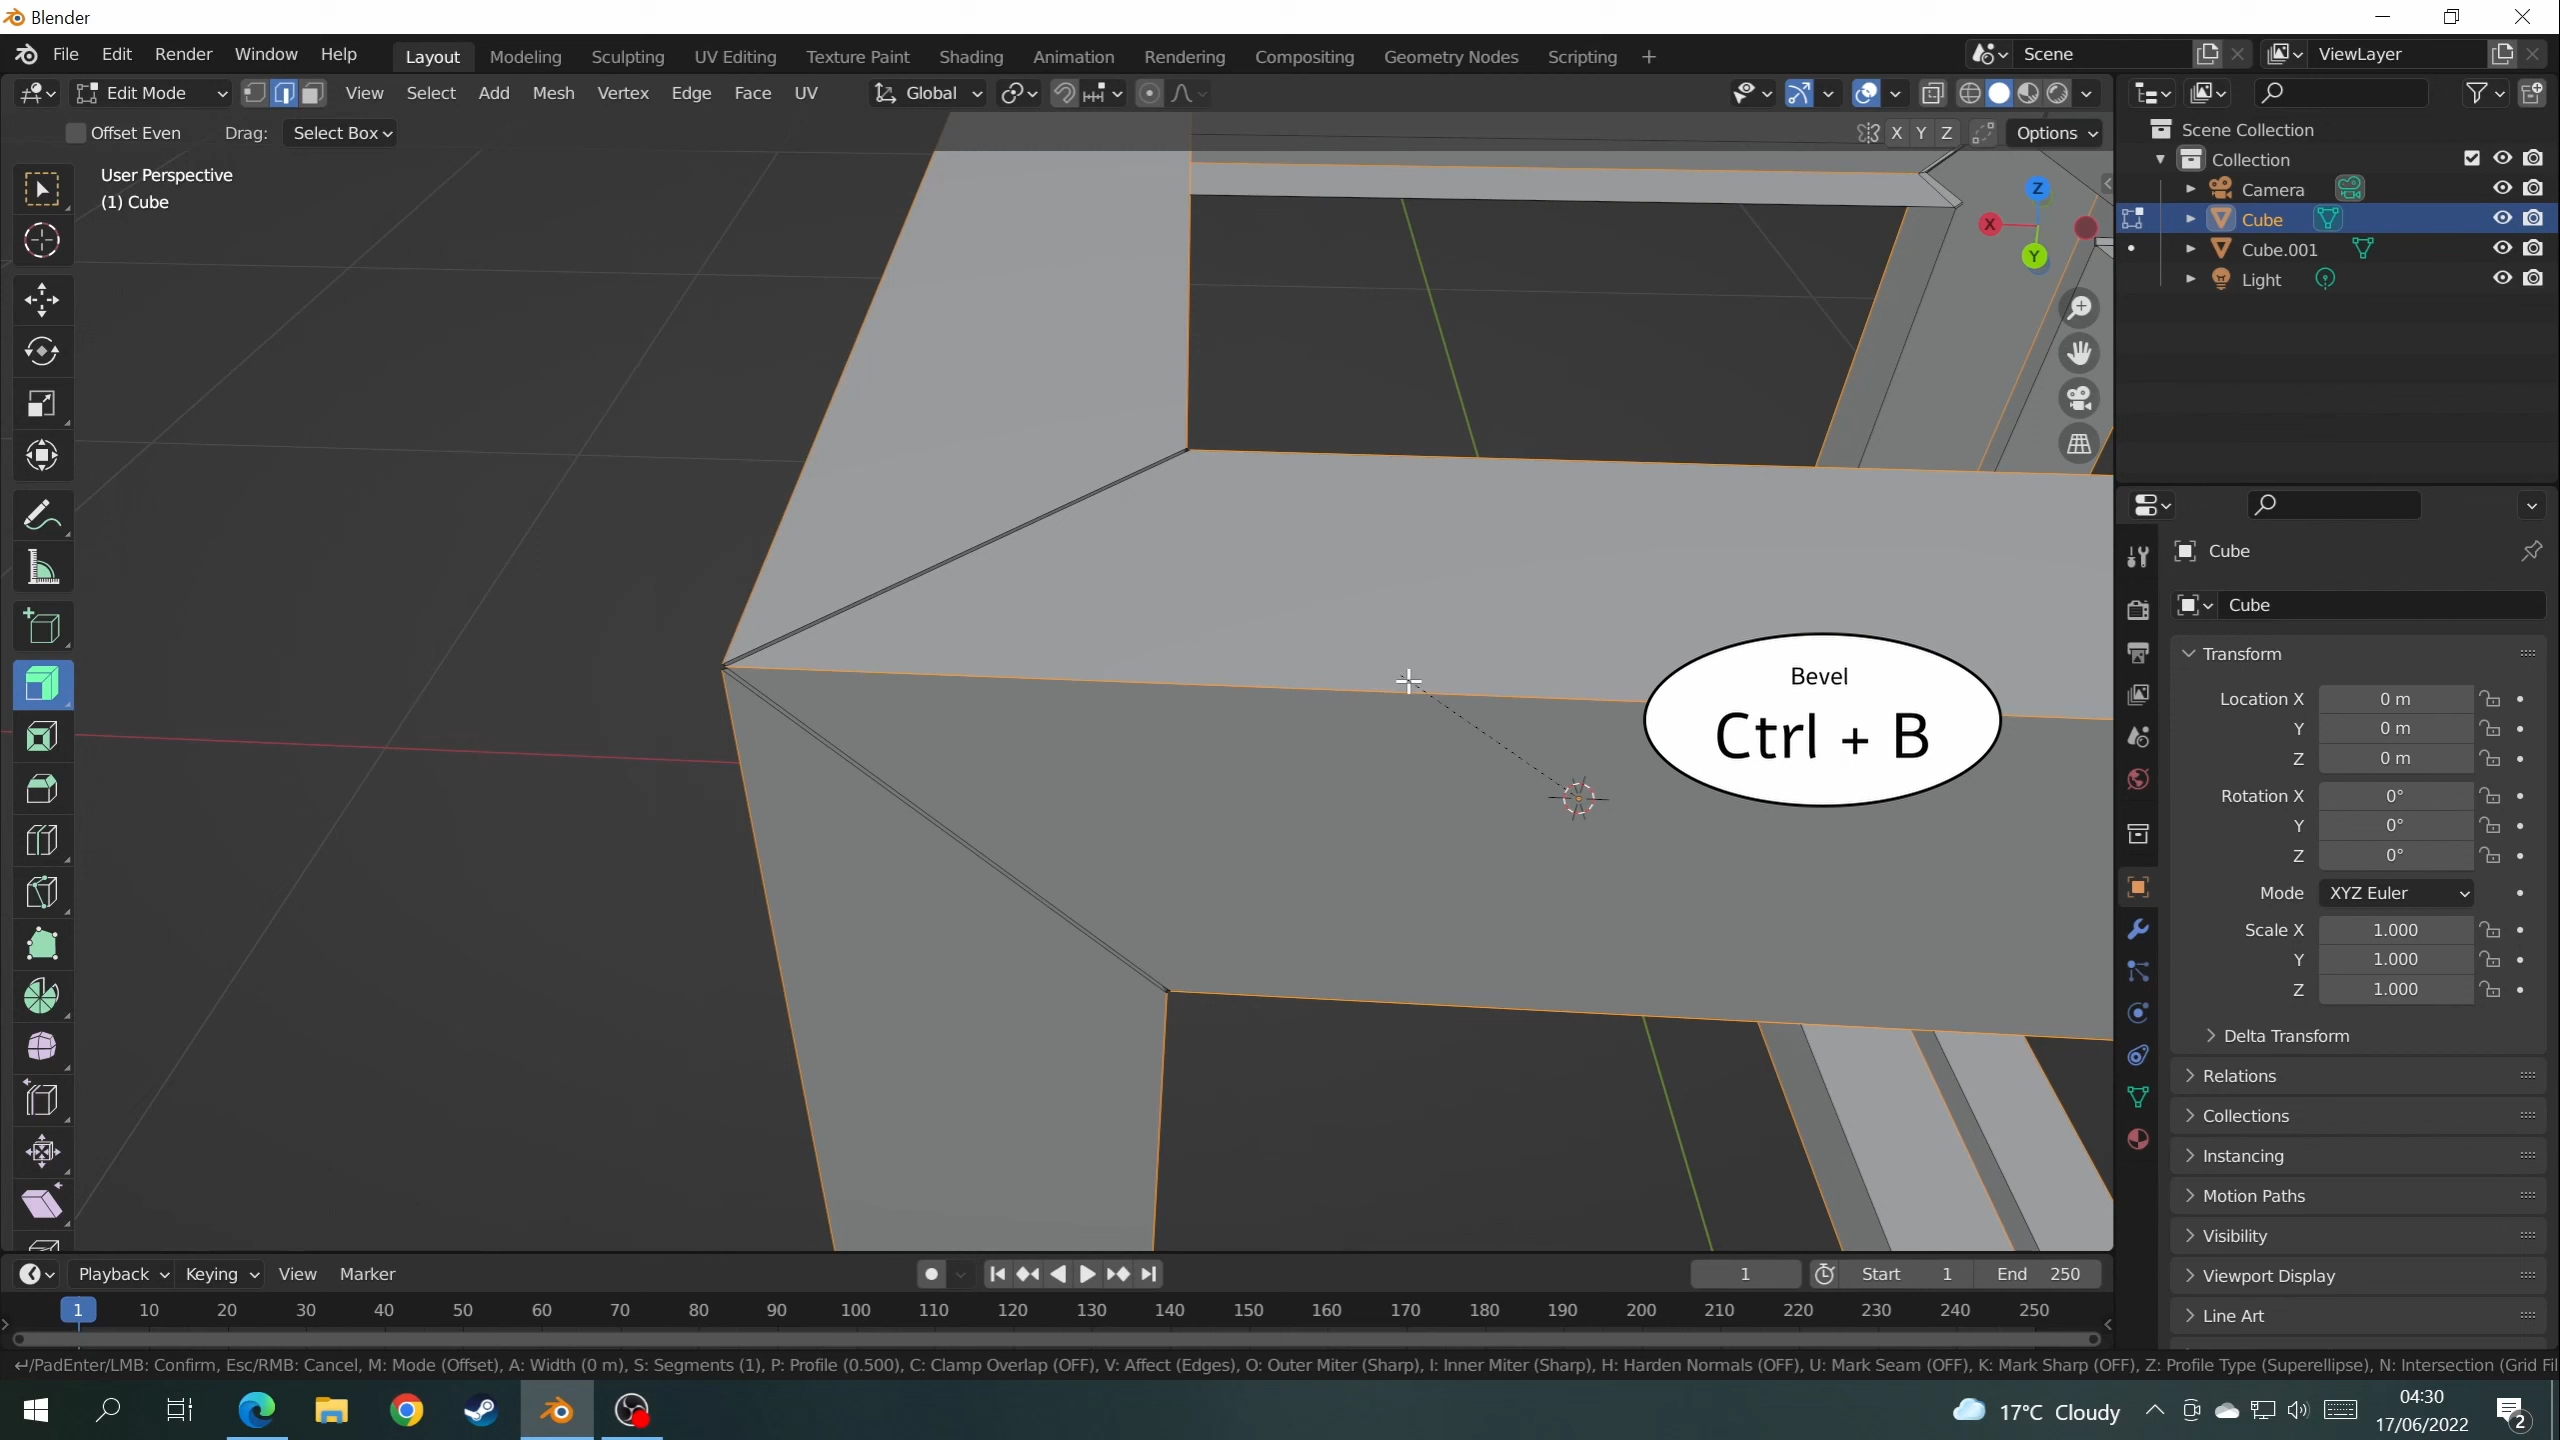 Blender
File Edit Render Window Help Layout Modeling Sculpting UV Editing Texture Paint Shading Animation Rendering Compositing Geometry Nodes Scripting + Scene ViewLayer
Edit Mode View Select Add Mesh Vertex Edge Face UV Global
Offset Even Drag: Select Box X Y Z Options
User Perspective
(1) Cube
Z
X
Y
Scene Collection
Collection
Camera
Cube
Cube.001
Light
Bevel
Ctrl + B
Cube
Cube
Transform
Location X 0 m
Y 0 m
Z 0 m
Rotation X 0°
Y 0°
Z 0°
Mode XYZ Euler
Scale X 1.000
Y 1.000
Z 1.000
Delta Transform
Relations
Collections
Instancing
Motion Paths
Visibility
Viewport Display
Line Art
Playback Keying View Marker 1 Start 1 End 250
1 10 20 30 40 50 60 70 80 90 100 110 120 130 140 150 160 170 180 190 200 210 220 230 240 250
↵/PadEnter/LMB: Confirm, Esc/RMB: Cancel, M: Mode (Offset), A: Width (0 m), S: Segments (1), P: Profile (0.500), C: Clamp Overlap (OFF), V: Affect (Edges), O: Outer Miter (Sharp), I: Inner Miter (Sharp), H: Harden Normals (OFF), U: Mark Seam (OFF), K: Mark Sharp (OFF), Z: Profile Type (Superellipse), N: Intersection (Grid Fil
17°C Cloudy
04:30
17/06/2022
2